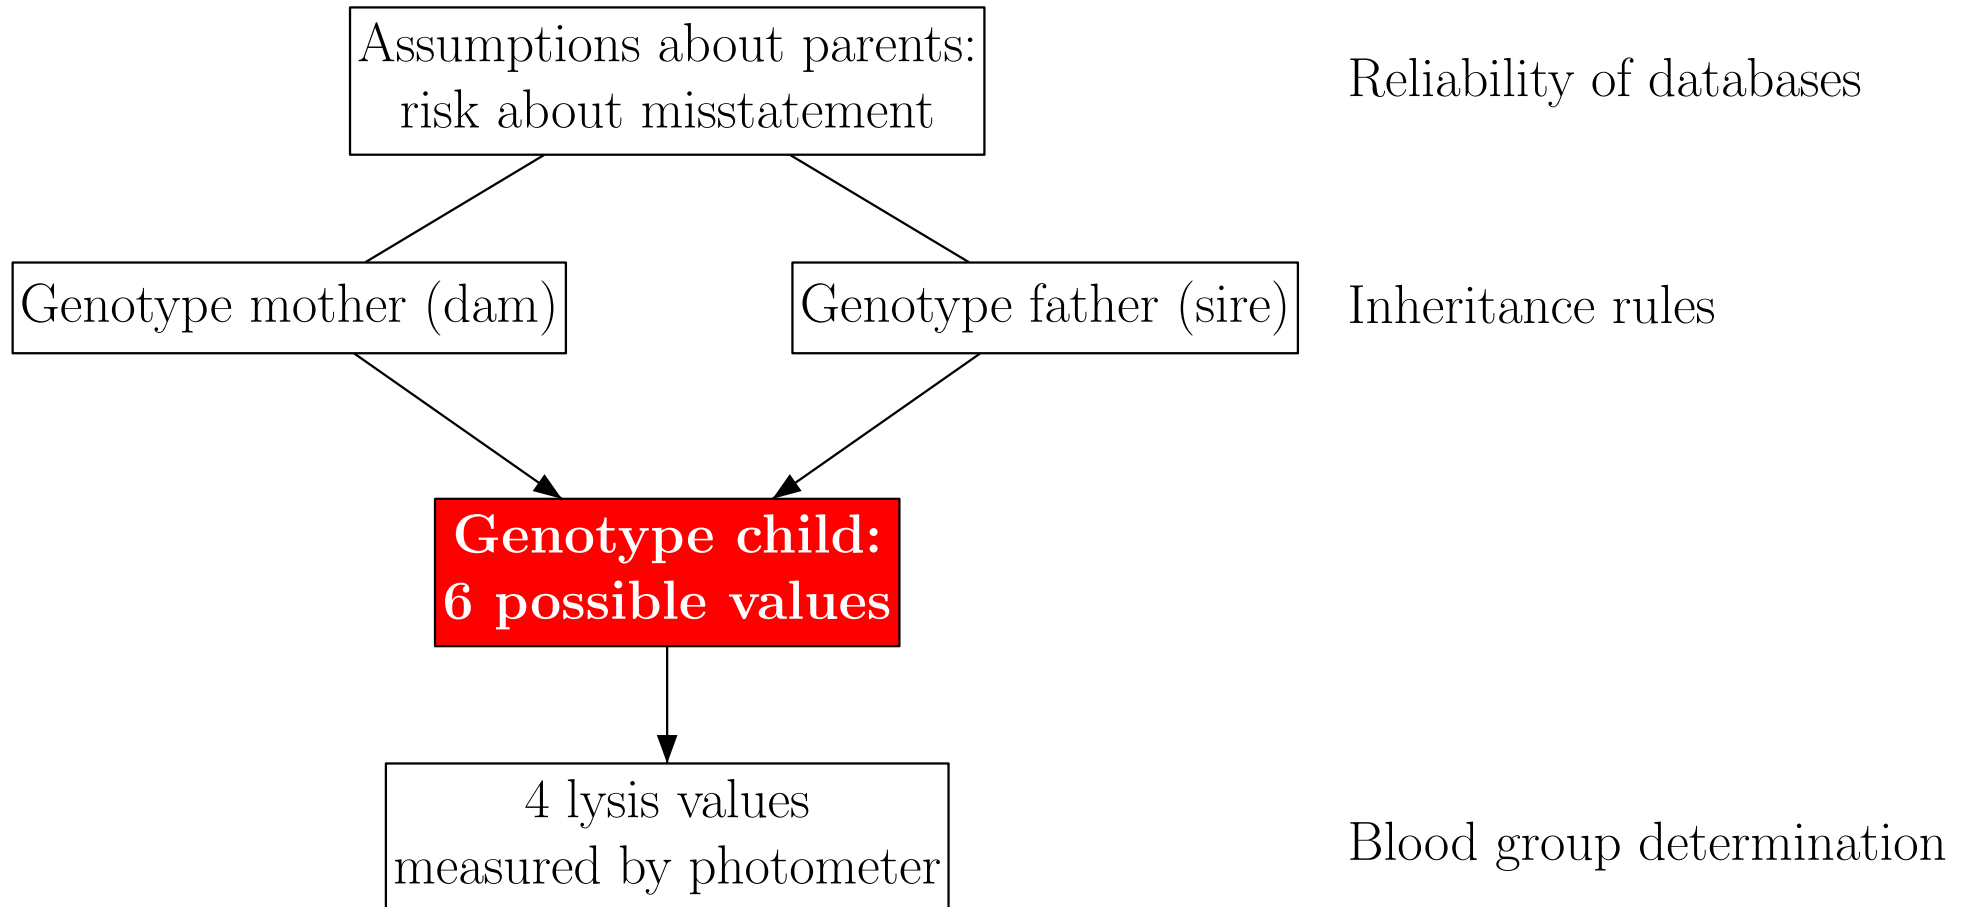 Assumptions about parents:
risk about misstatement
Reliability of databases
Genotype mother (dam)
Genotype father (sire)
Inheritance rules
Genotype child:
6 possible values
4 lysis values
measured by photometer
Blood group determination